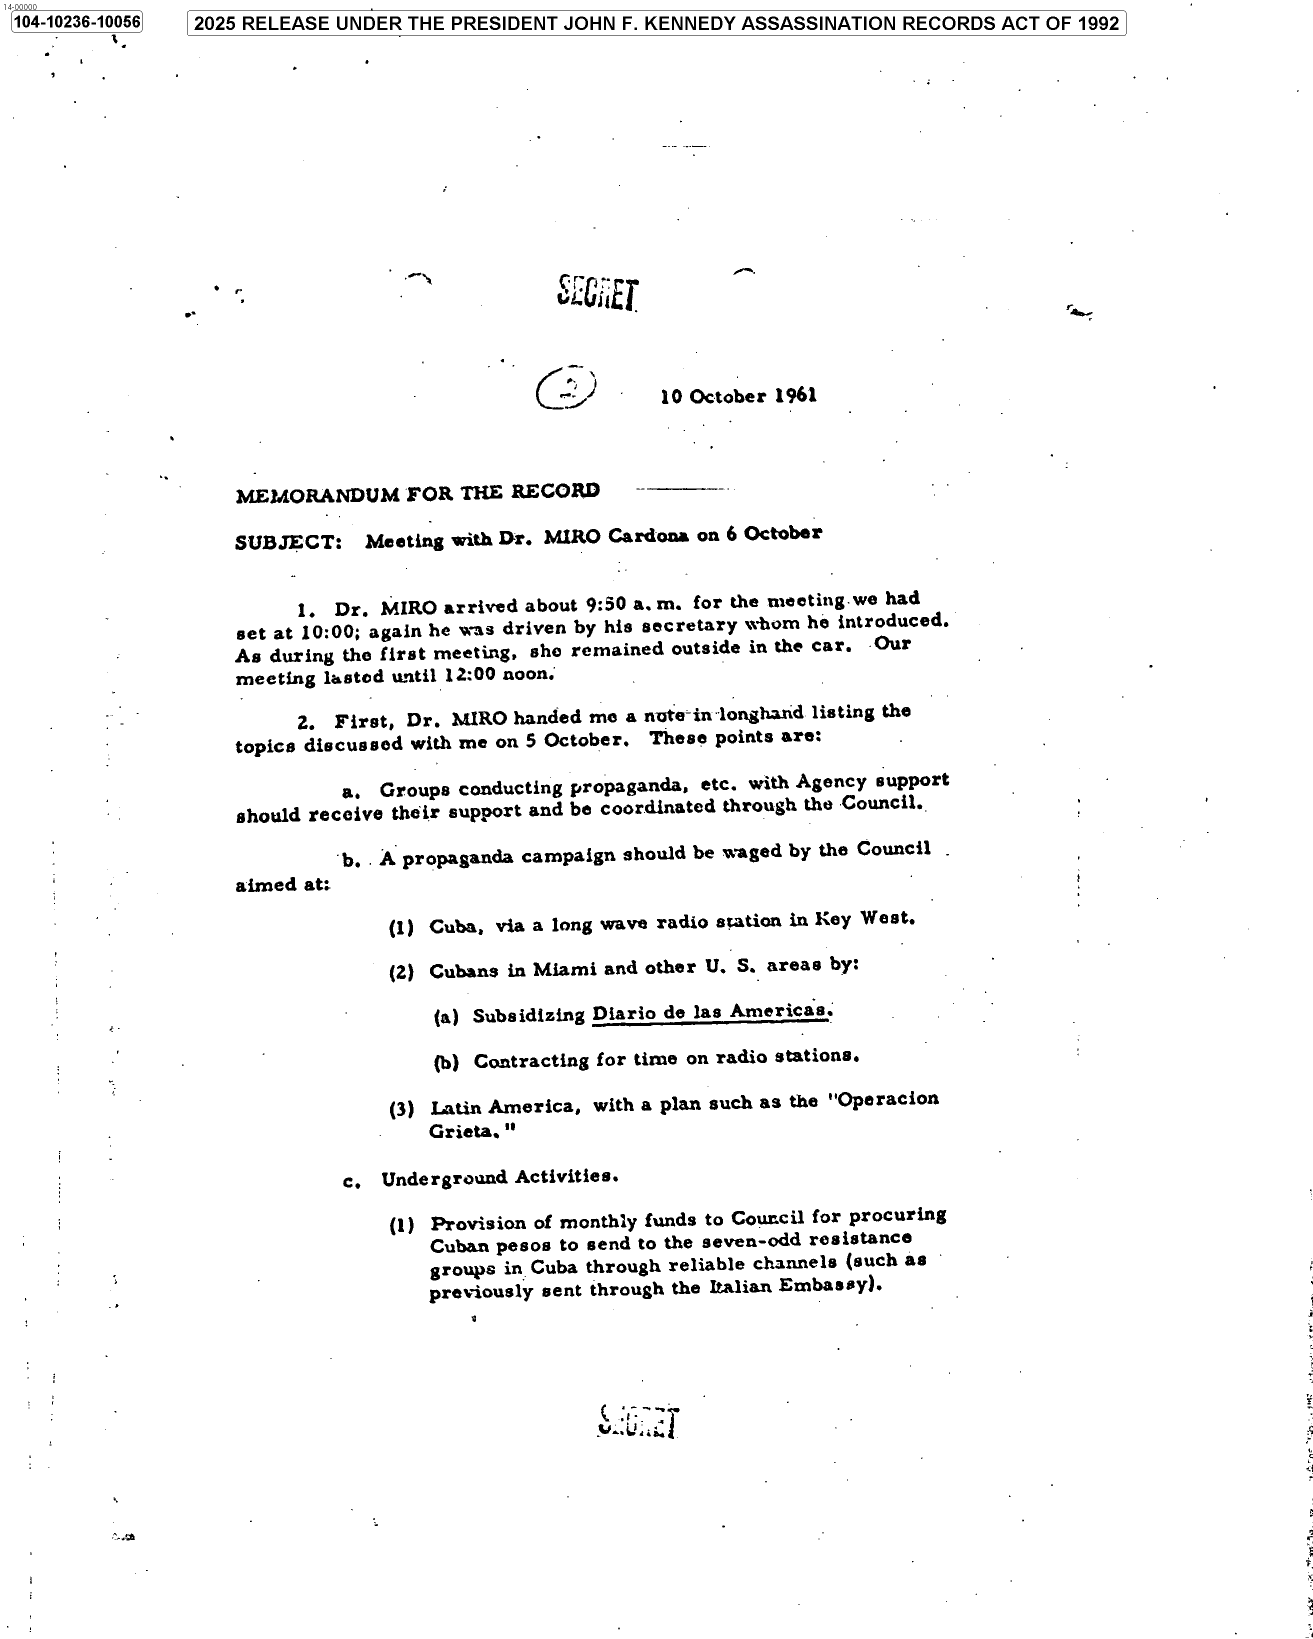 14-00000
104-10236-10056
2025 RELEASE UNDER THE PRESIDENT JOHN F. KENNEDY ASSASSINATION RECORDS ACT OF 1992
SECRET
2
10 October 1961
MEMORANDUM FOR THE RECORD
SUBJECT: Meeting with Dr. MIRO Cardona on 6 October
1. Dr. MIRO arrived about 9:50 a.m. for the meeting we had
set at 10:00; again he was driven by his secretary whom he introduced.
As during the first meeting, she remained outside in the car. Our
meeting lasted until 12:00 noon.
2. First, Dr. MIRO handed me a note in longhand listing the
topics discussed with me on 5 October. These points are:
a. Groups conducting propaganda, etc. with Agency support
should receive their support and be coordinated through the Council.
b. A propaganda campaign should be waged by the Council
aimed at:
(1) Cuba, via a long wave radio station in Key West.
(2) Cubans in Miami and other U. S. areas by:
(a) Subsidizing Diario de las Americas.
(b) Contracting for time on radio stations.
(3) Latin America, with a plan such as the "Operacion
Grieta."
c. Underground Activities.
(1) Provision of monthly funds to Council for procuring
Cuban pesos to send to the seven-odd resistance
groups in Cuba through reliable channels (such as
previously sent through the Italian Embassy).
SECRET